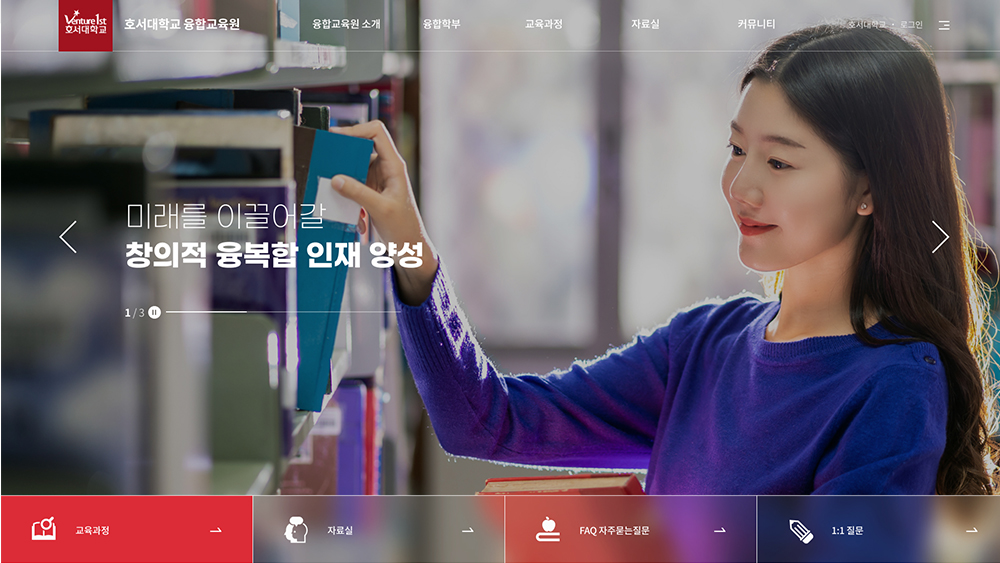 Venture 1st
호서대학교
호서대학교 융합교육원
융합교육원 소개
융합학부
교육과정
자료실
커뮤니티
호서대학교 · 로그인
미래를 이끌어갈
창의적 융복합 인재 양성
1 / 3
교육과정
자료실
FAQ 자주묻는질문
1:1 질문